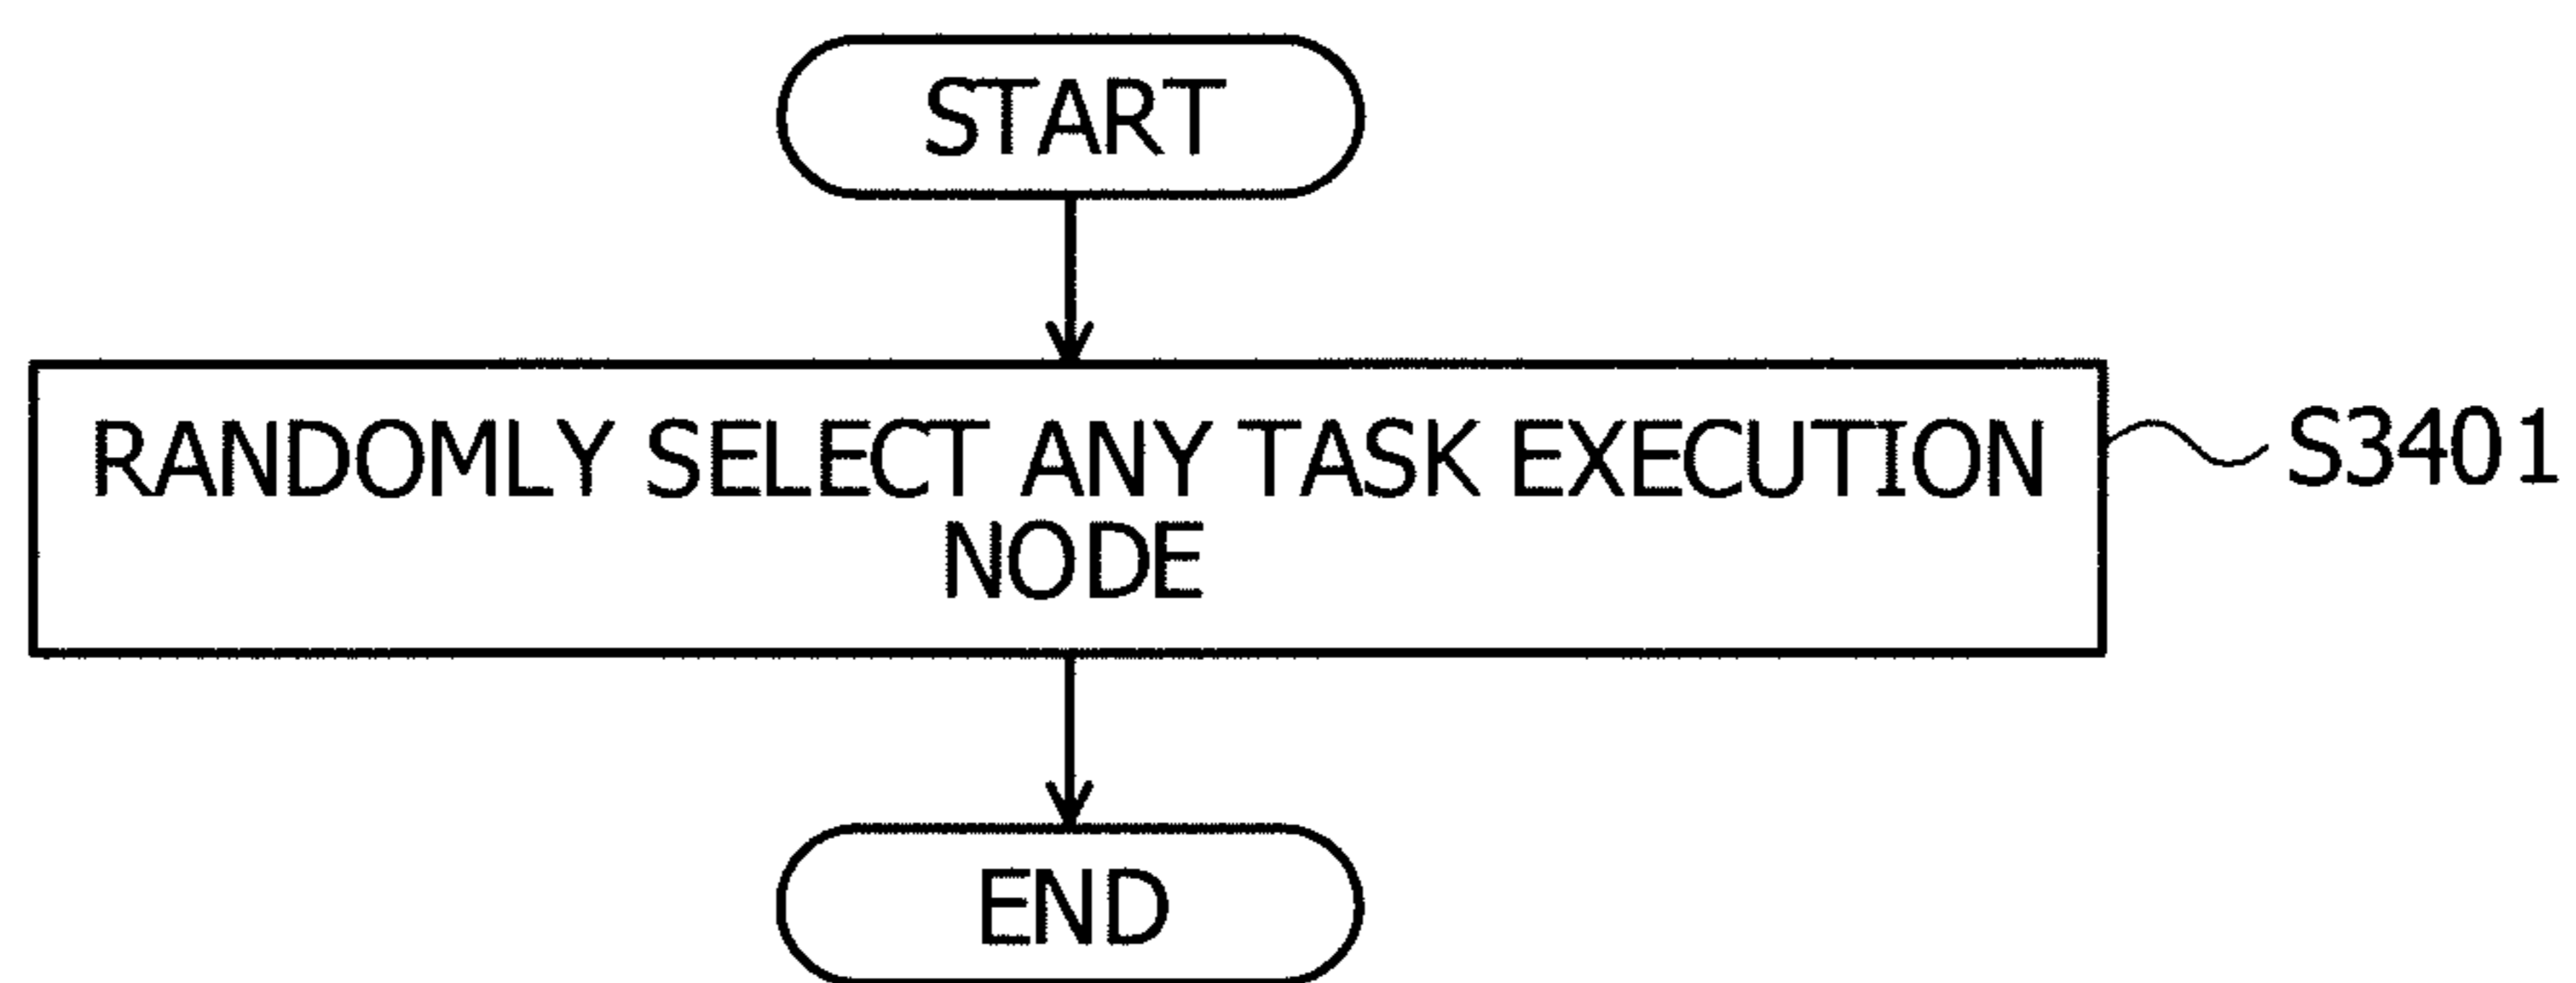 START
RANDOMLY SELECT ANY TASK EXECUTION
NODE
S3401
END